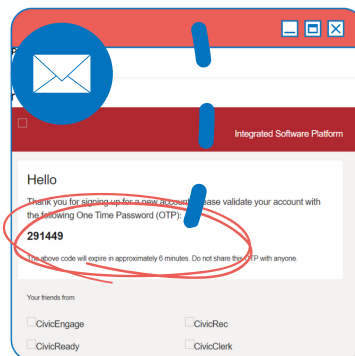 Integrated Software Platform
Hello
Thank you for signing up for a new account. Please validate your account with
the following One Time Password (OTP):
291449
The above code will expire in approximately 6 minutes. Do not share this OTP with anyone.
Your friends from
CivicEngage
CivicRec
CivicReady
CivicClerk